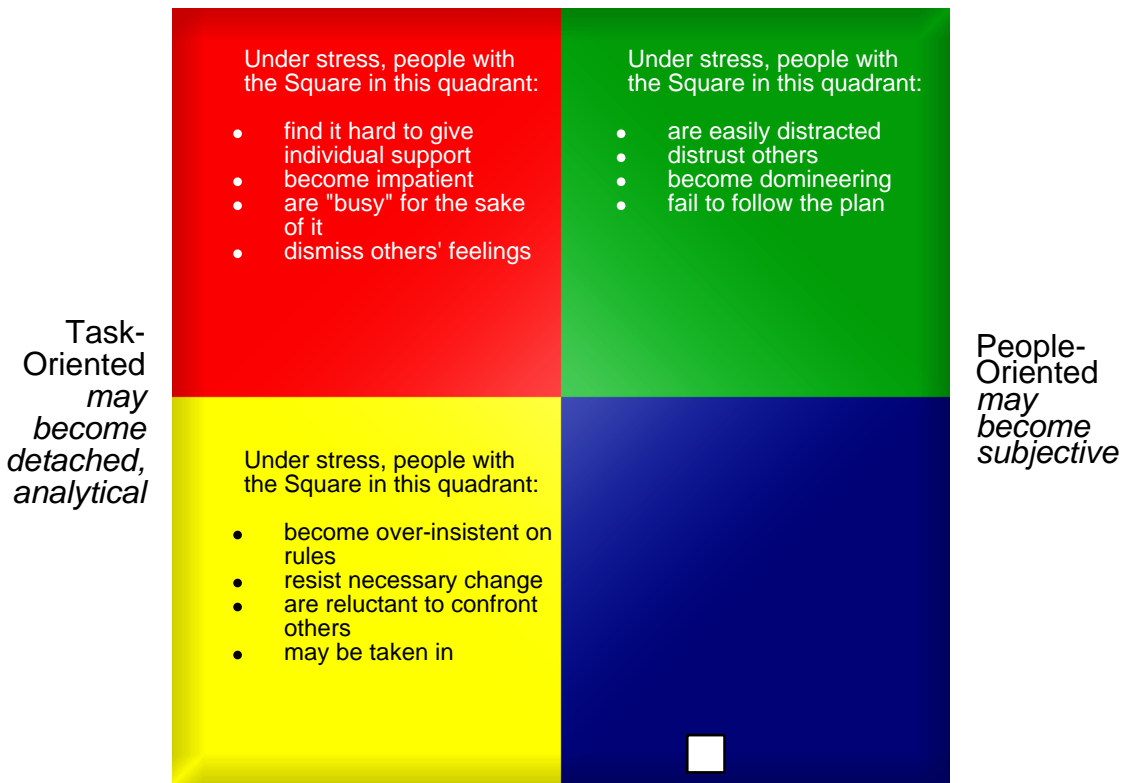 Under stress, people with
the Square in this quadrant:
• find it hard to give
individual support
• become impatient
• are "busy" for the sake
of it
• dismiss others' feelings
Under stress, people with
the Square in this quadrant:
• are easily distracted
• distrust others
• become domineering
• fail to follow the plan
Task-
Oriented
may
become
detached,
analytical
People-
Oriented
may
become
subjective
Under stress, people with
the Square in this quadrant:
• become over-insistent on
rules
• resist necessary change
• are reluctant to confront
others
• may be taken in